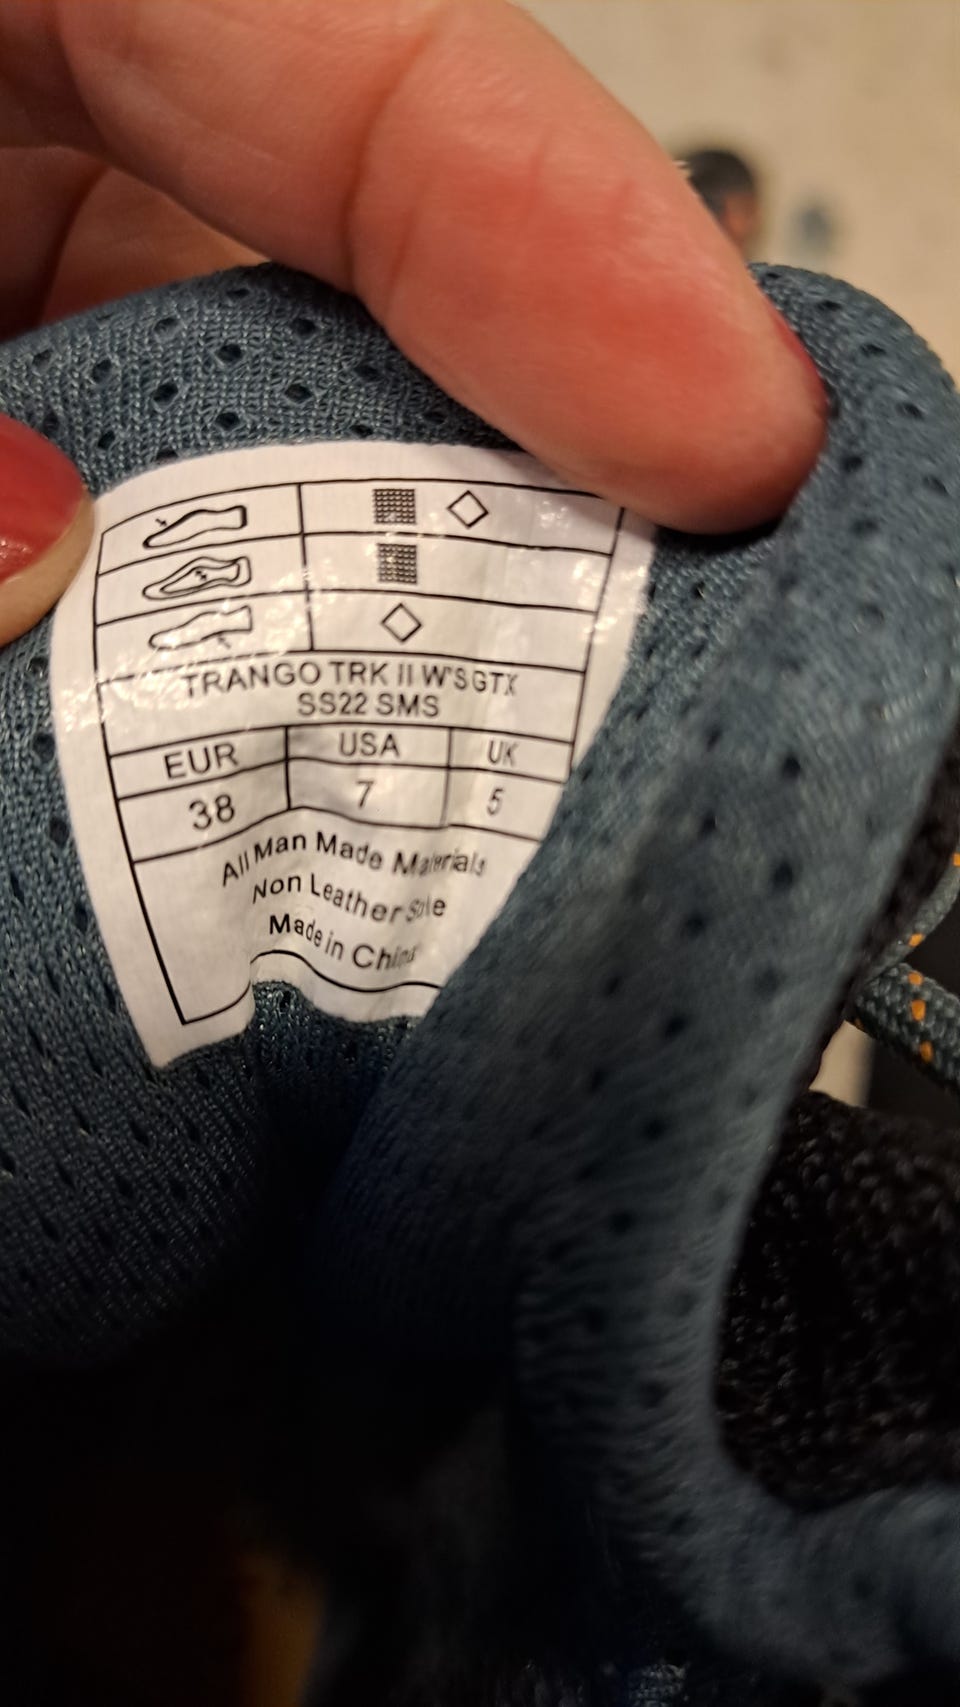 TRANGO TRK II W'S GTX
SS22 SMS
EUR USA UK
38 7 5
All Man Made Materials
Non Leather Sole
Made in China